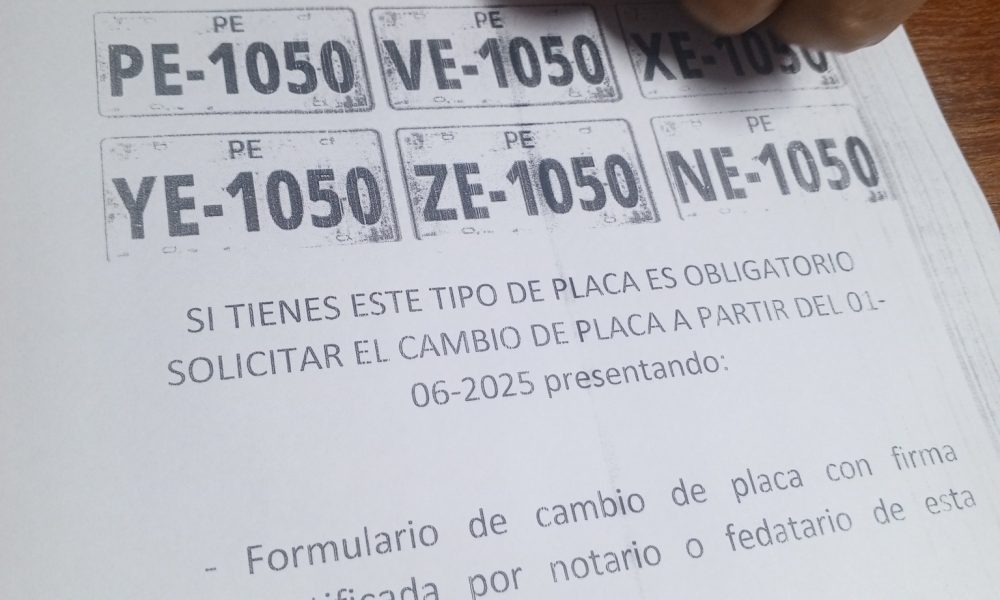 PE PE
PE-1050 VE-1050 XE-1050
PE PE PE
YE-1050 ZE-1050 NE-1050
SI TIENES ESTE TIPO DE PLACA ES OBLIGATORIO
SOLICITAR EL CAMBIO DE PLACA A PARTIR DEL 01-
06-2025 presentando:
- Formulario de cambio de placa con firma
por notario o fedatario de esta